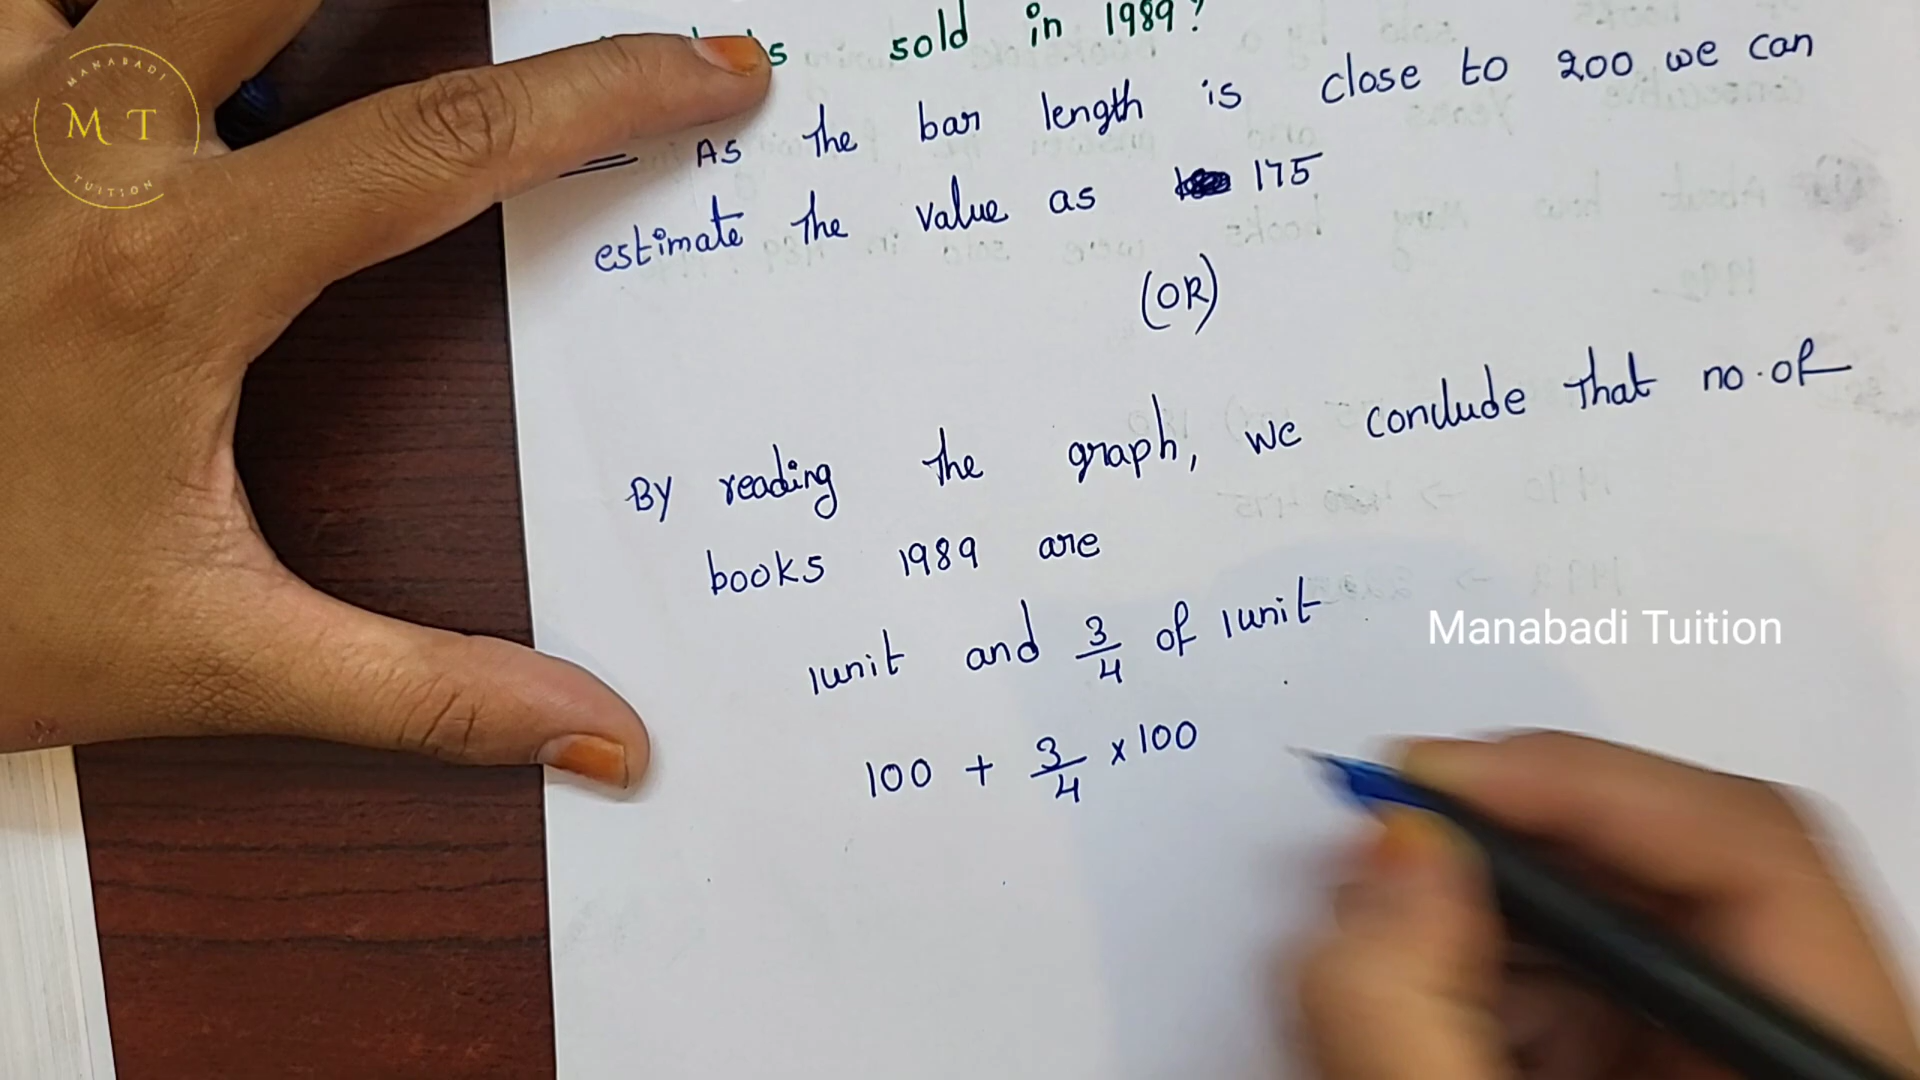 MANABADI
M T
TUITION
sold in 1989?
As the bar length is close to 200 we can
estimate the value as 175
(OR)
By reading the graph, we conclude that no. of
books 1989 are
1unit and 3/4 of 1unit
Manabadi Tuition
100 + 3/4 × 100